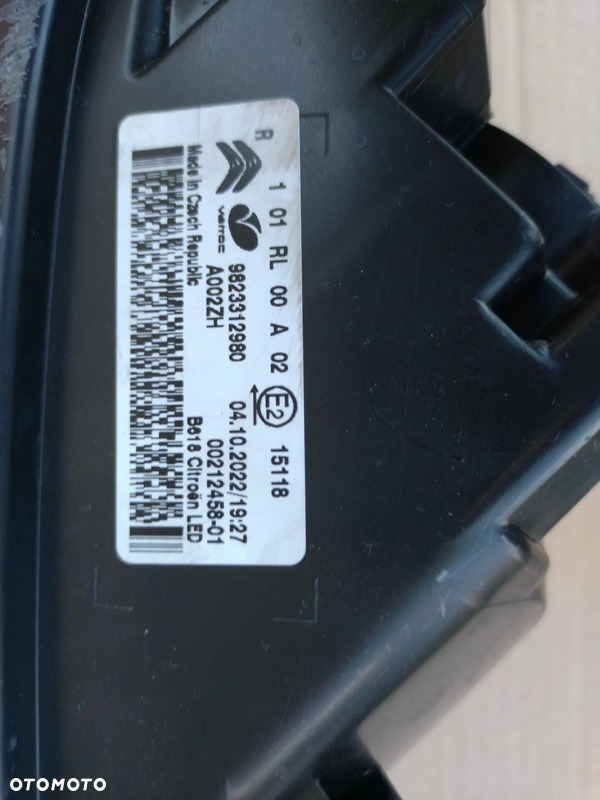 R 1 01 RL 00 A 02 E2 15118
varroc
9823312980 04.10.2022/19:27
A002ZH 00212458-01
Made in Czech Republic B618 Citroën LED
OTOMOTO